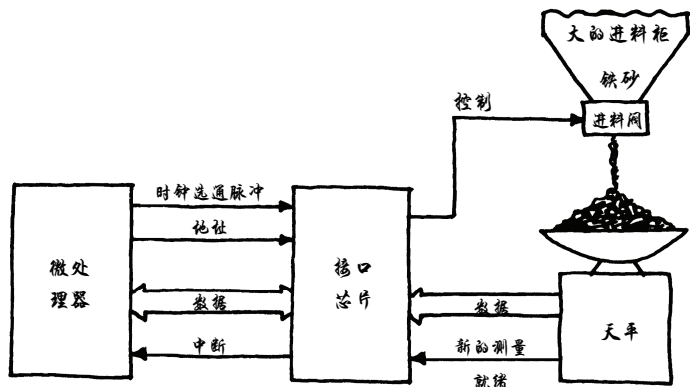 大的进料柜
铁砂
进料阀
控制
时钟选通脉冲
地址
数据
中断
微处
理器
接口
芯片
数据
新的测量
就绪
天平